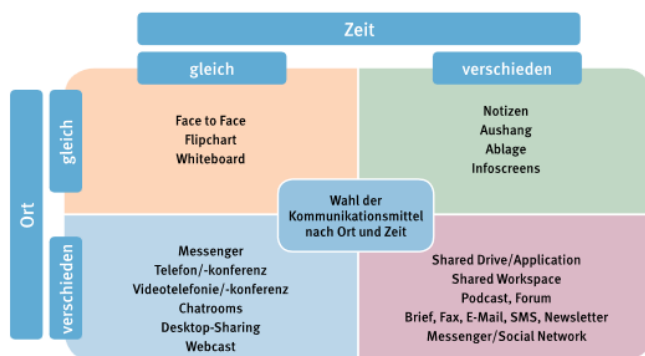 Zeit
gleich
verschieden
Ort
gleich
Face to Face
Flipchart
Whiteboard
Notizen
Aushang
Ablage
Infoscreens
Wahl der
Kommunikationsmittel
nach Ort und Zeit
verschieden
Messenger
Telefon/-konferenz
Videotelefonie/-konferenz
Chatrooms
Desktop-Sharing
Webcast
Shared Drive/Application
Shared Workspace
Podcast, Forum
Brief, Fax, E-Mail, SMS, Newsletter
Messenger/Social Network